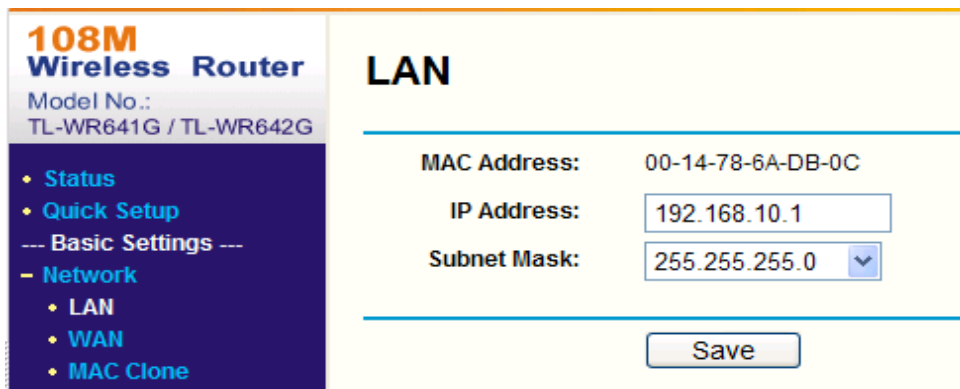 108M
Wireless Router
Model No.:
TL-WR641G / TL-WR642G
• Status
• Quick Setup
--- Basic Settings ---
– Network
• LAN
• WAN
• MAC Clone
LAN
MAC Address: 00-14-78-6A-DB-0C
IP Address: 192.168.10.1
Subnet Mask: 255.255.255.0
Save